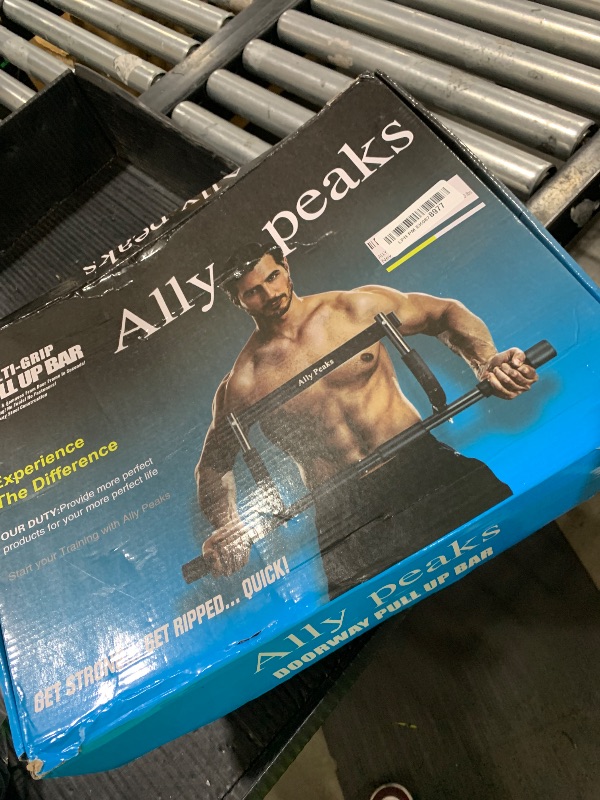 Ally peaks
Ally peaks
LTI-GRIP
LL UP BAR
B977
Ally Peaks
Experience
The Difference
OUR DUTY:Provide more perfect
products for your more perfect life
Start your Training with Ally Peaks
GET STRONG... GET RIPPED... QUICK!
Ally peaks
DOORWAY PULL UP BAR